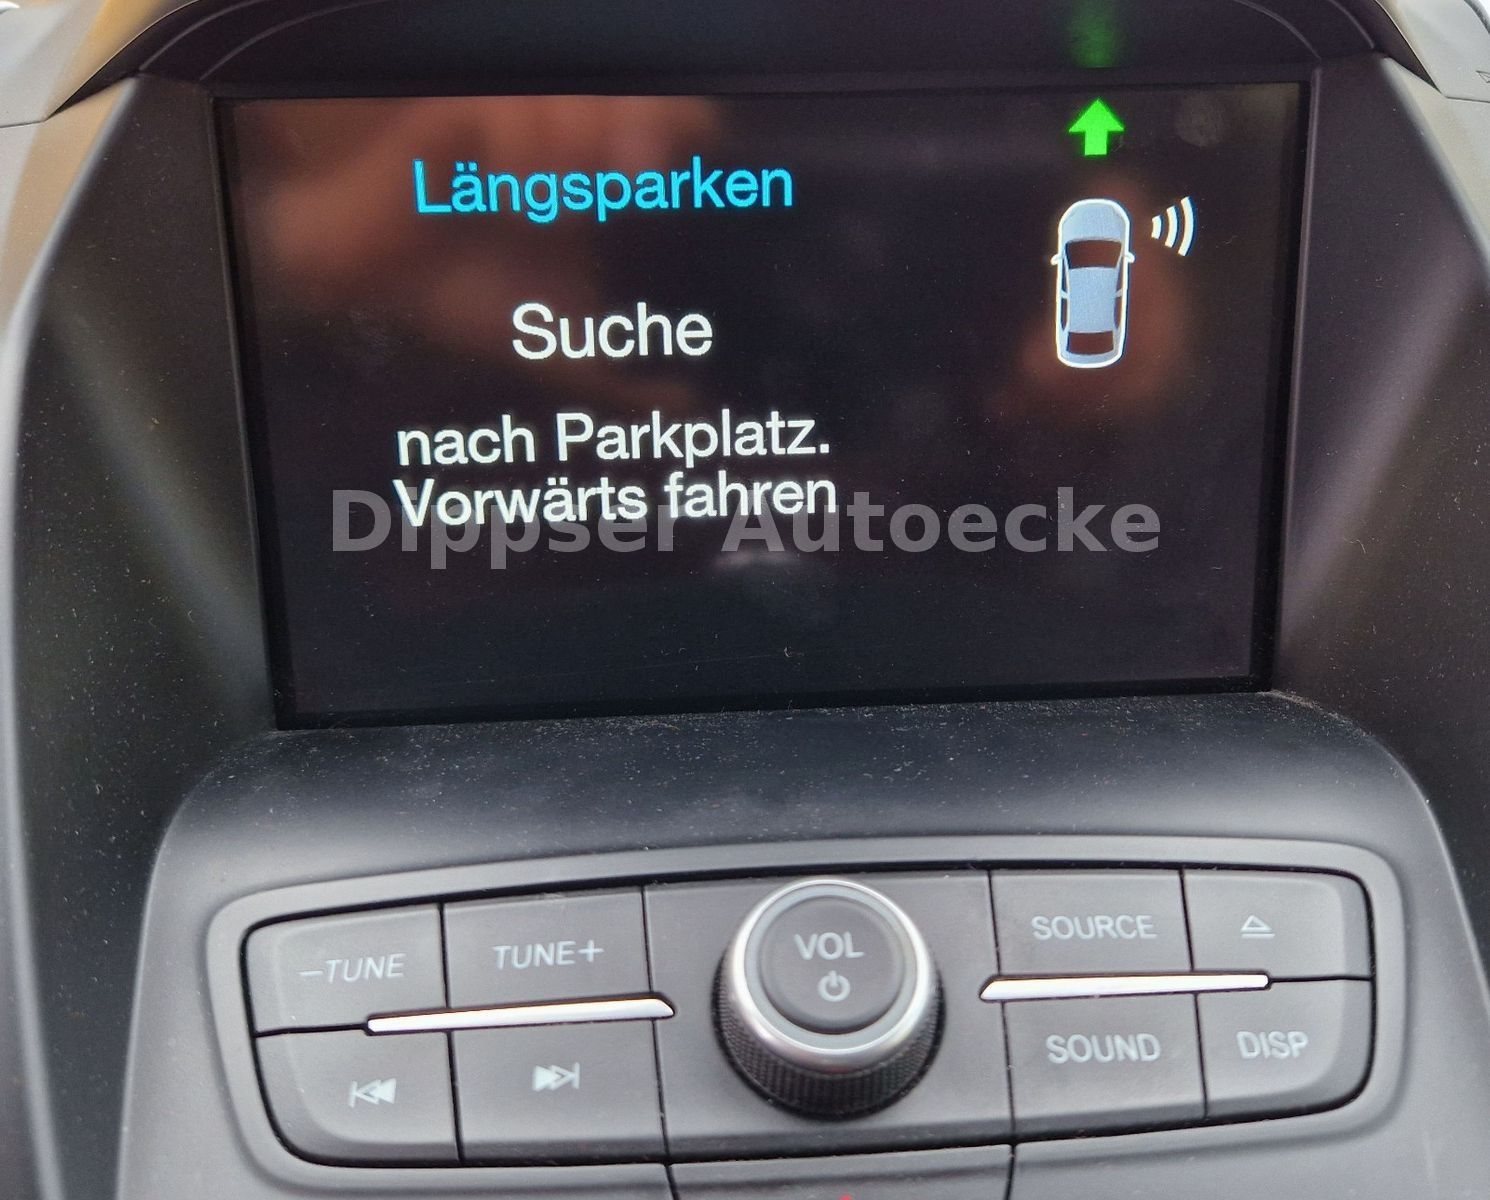 Längsparken
Suche
nach Parkplatz.
Vorwärts fahren
Dippser Autoecke
–TUNE
TUNE+
VOL
SOURCE
SOUND
DISP